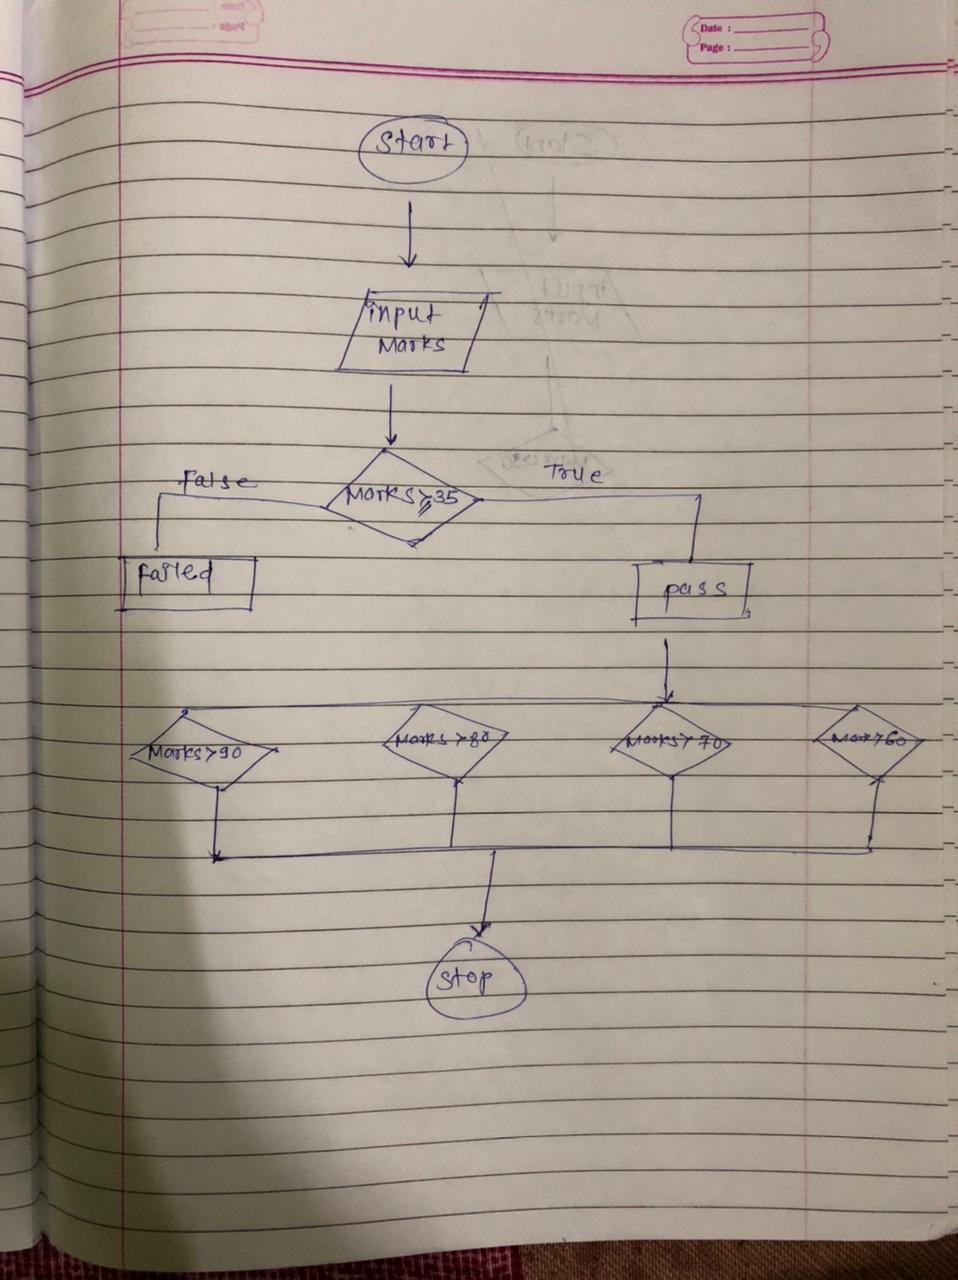 Date :
Page :
Start
input
Marks
False
True
Marks ≥ 35
Failed
pass
Marks > 90
Marks > 80
Marks > 70
Mark > 60
Stop